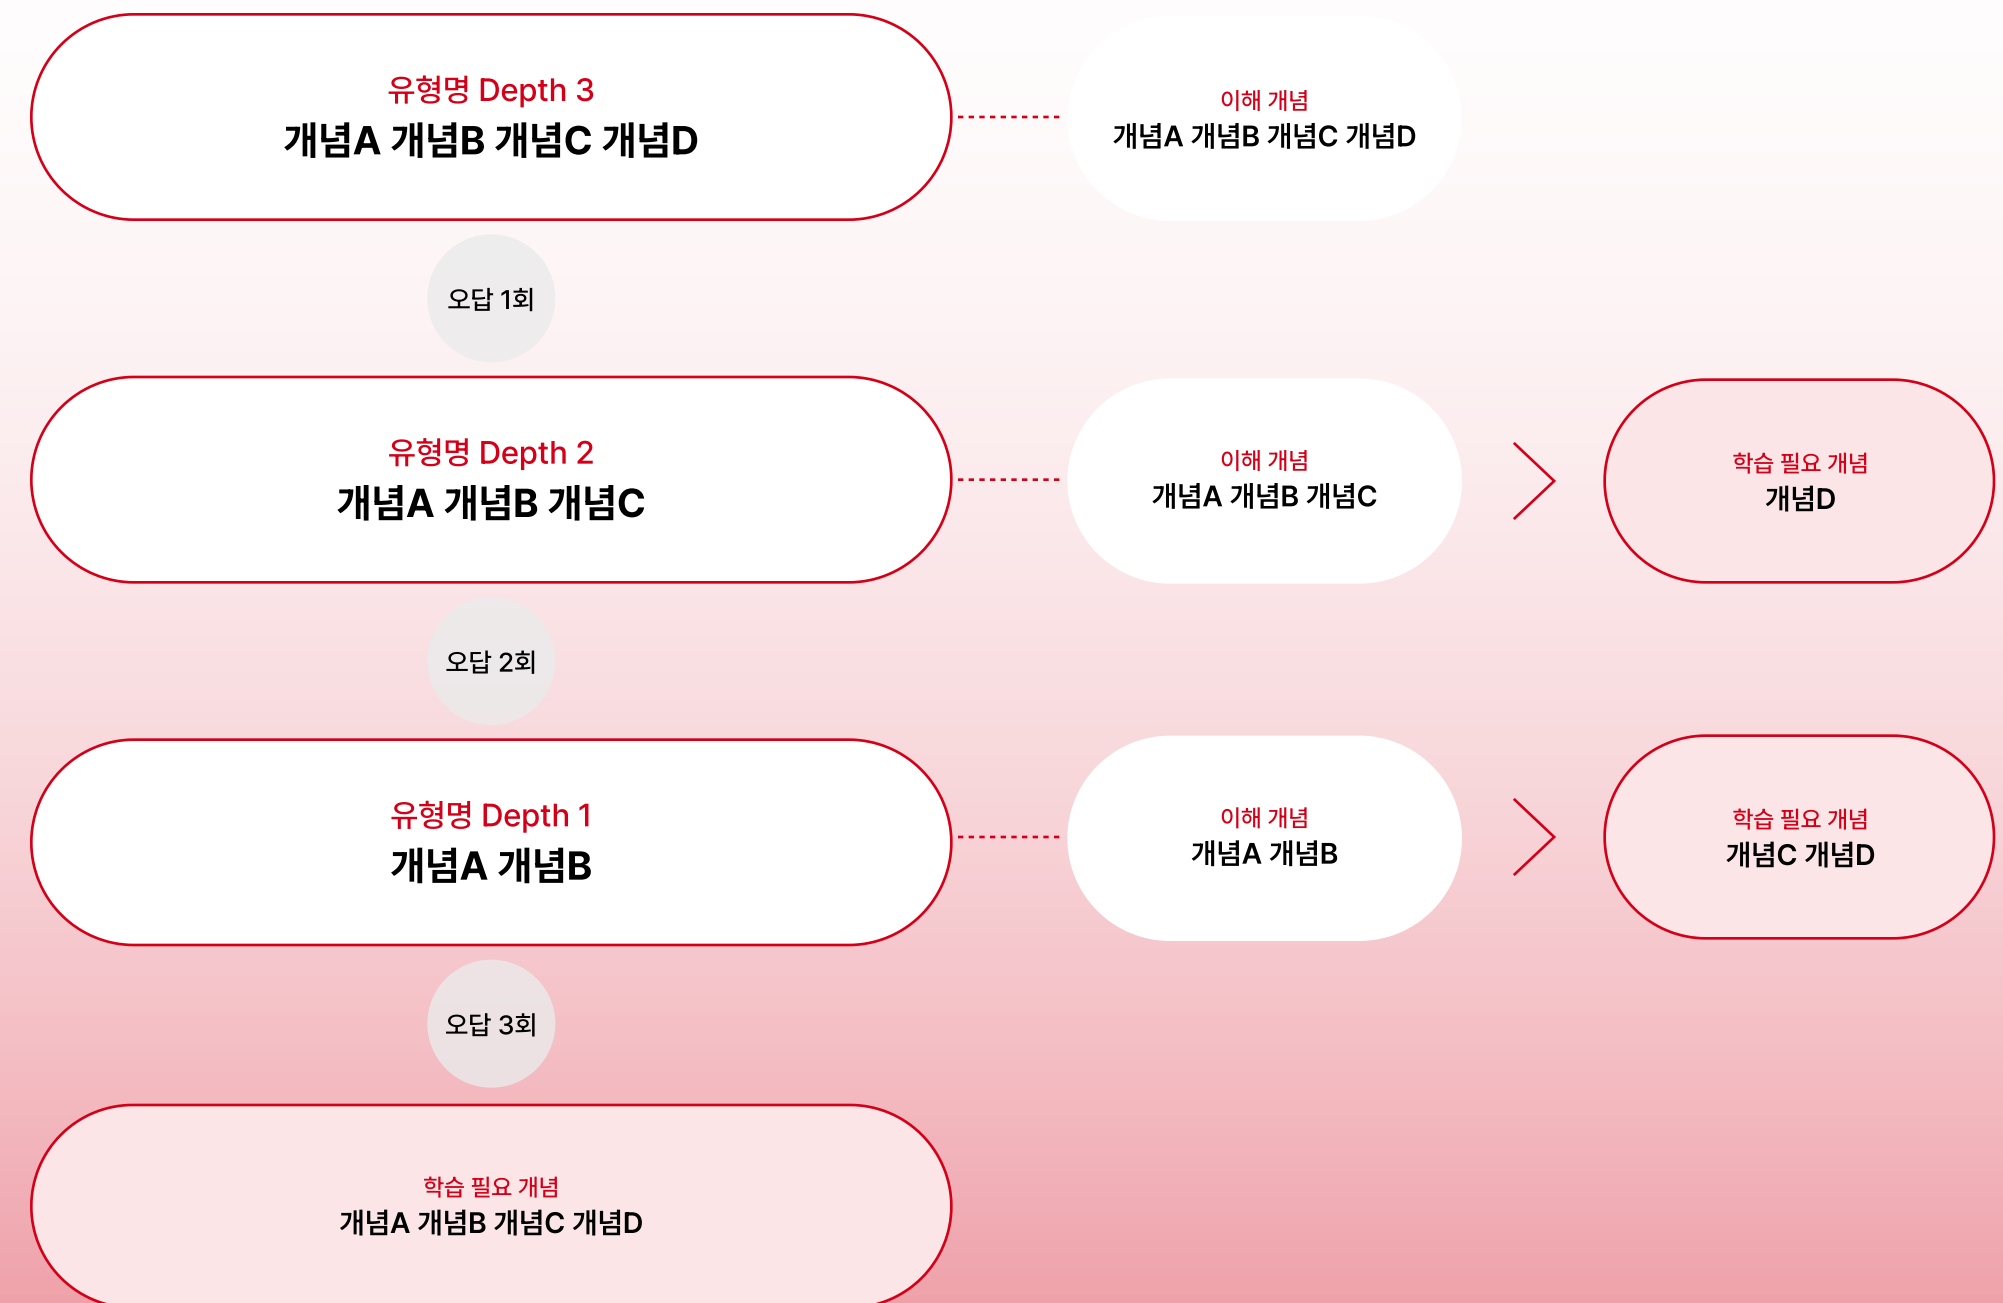 유형명 Depth 3
개념A 개념B 개념C 개념D
이해 개념
개념A 개념B 개념C 개념D
오답 1회
유형명 Depth 2
개념A 개념B 개념C
이해 개념
개념A 개념B 개념C
학습 필요 개념
개념D
오답 2회
유형명 Depth 1
개념A 개념B
이해 개념
개념A 개념B
학습 필요 개념
개념C 개념D
오답 3회
학습 필요 개념
개념A 개념B 개념C 개념D